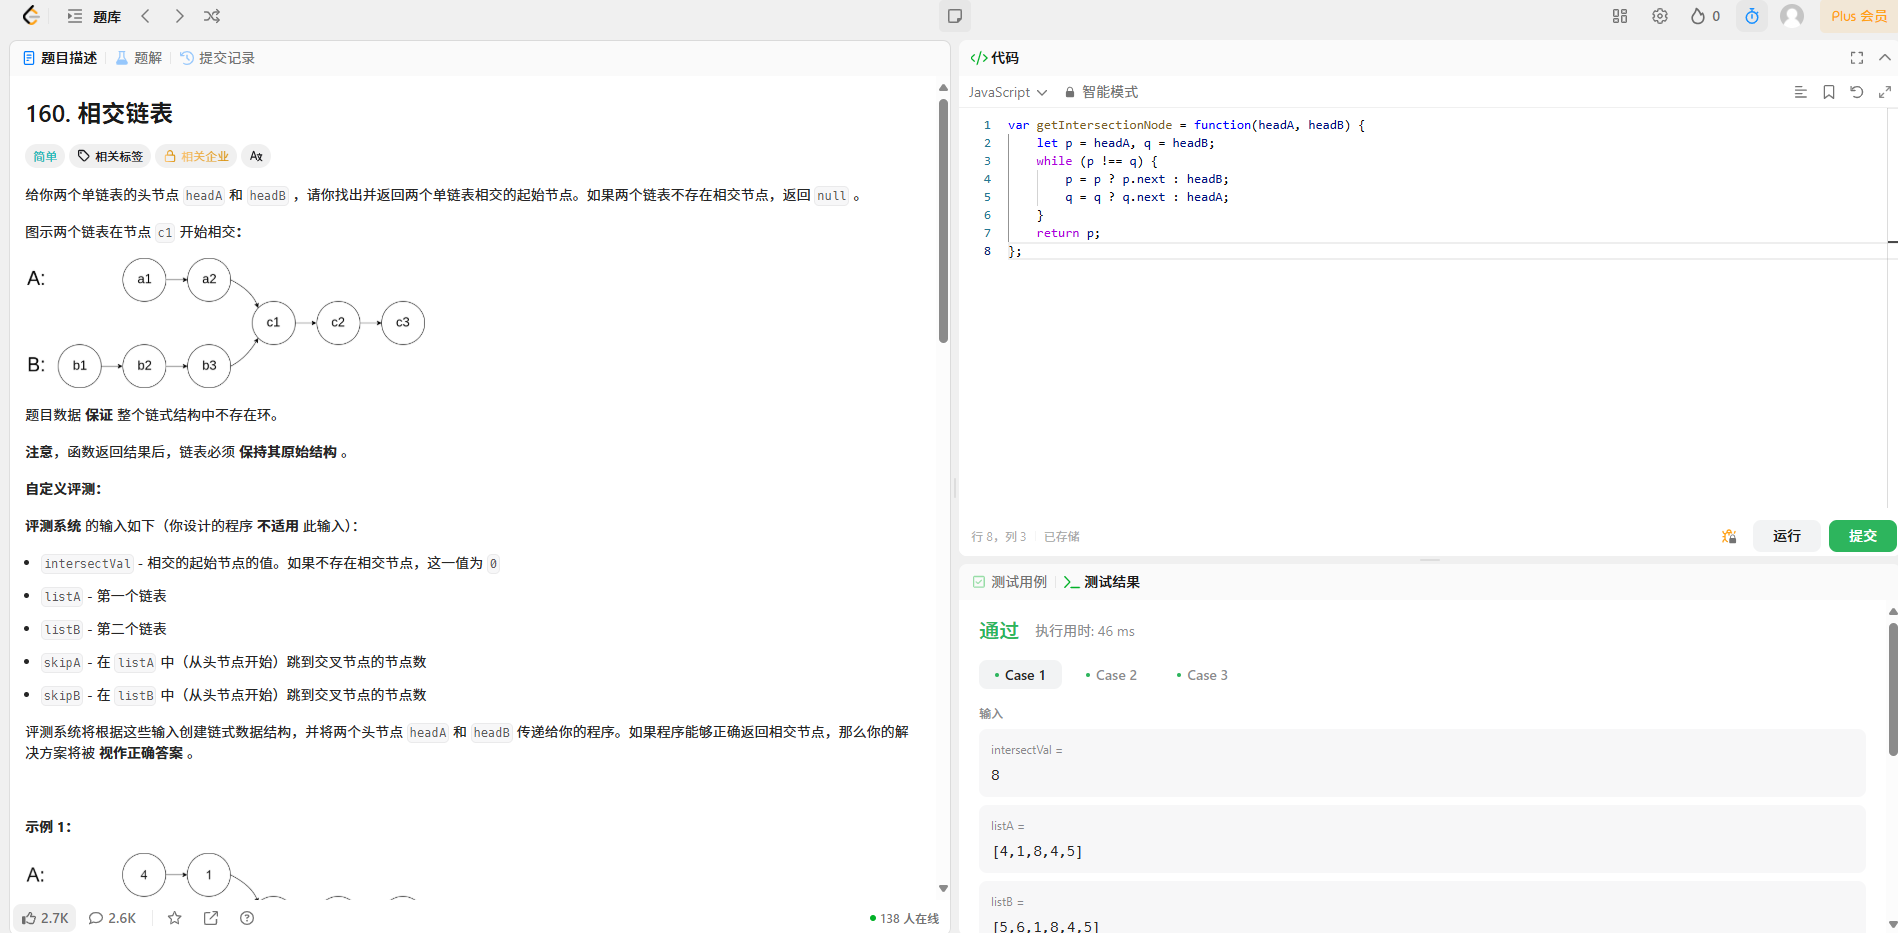 题库
0
Plus 会员
题目描述 题解 提交记录
160. 相交链表
简单 相关标签 相关企业
给你两个单链表的头节点 headA 和 headB ，请你找出并返回两个单链表相交的起始节点。如果两个链表不存在相交节点，返回 null 。
图示两个链表在节点 c1 开始相交：
A: a1 a2
c1 c2 c3
B: b1 b2 b3
题目数据 保证 整个链式结构中不存在环。
注意，函数返回结果后，链表必须 保持其原始结构 。
自定义评测：
评测系统 的输入如下（你设计的程序 不适用 此输入）：
intersectVal - 相交的起始节点的值。如果不存在相交节点，这一值为 0
listA - 第一个链表
listB - 第二个链表
skipA - 在 listA 中（从头节点开始）跳到交叉节点的节点数
skipB - 在 listB 中（从头节点开始）跳到交叉节点的节点数
评测系统将根据这些输入创建链式数据结构，并将两个头节点 headA 和 headB 传递给你的程序。如果程序能够正确返回相交节点，那么你的解
决方案将被 视作正确答案 。
示例 1：
A: 4 1
2.7K 2.6K
138 人在线
</> 代码
JavaScript 智能模式
1 var getIntersectionNode = function(headA, headB) {
2 let p = headA, q = headB;
3 while (p !== q) {
4 p = p ? p.next : headB;
5 q = q ? q.next : headA;
6 }
7 return p;
8 };
行 8，列 3 已存储
运行 提交
测试用例 >_ 测试结果
通过 执行用时: 46 ms
Case 1 Case 2 Case 3
输入
intersectVal =
8
listA =
[4,1,8,4,5]
listB =
[5,6,1,8,4,5]